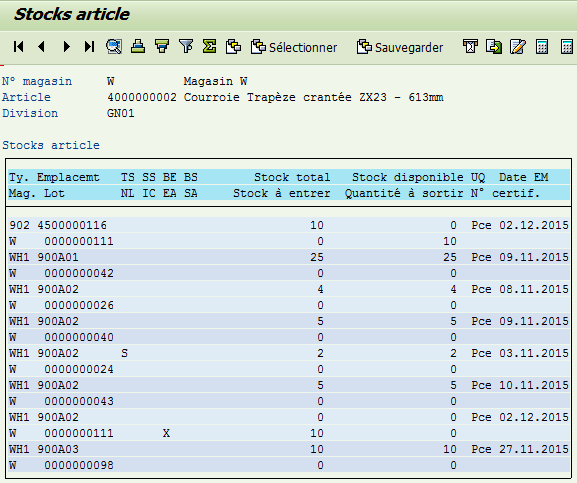 Stocks article
Sélectionner Sauvegarder
N° magasin W Magasin W
Article 4000000002 Courroie Trapèze crantée ZX23 - 613mm
Division GN01
Stocks article
Ty. Emplacemt TS SS BE BS Stock total Stock disponible UQ Date EM
Mag. Lot NL IC EA SA Stock à entrer Quantité à sortir N° certif.
902 4500000116 10 0 Pce 02.12.2015
W 0000000111 0 10
WH1 900A01 25 25 Pce 09.11.2015
W 0000000042 0 0
WH1 900A02 4 4 Pce 08.11.2015
W 0000000026 0 0
WH1 900A02 5 5 Pce 09.11.2015
W 0000000040 0 0
WH1 900A02 S 2 2 Pce 03.11.2015
W 0000000024 0 0
WH1 900A02 5 5 Pce 10.11.2015
W 0000000043 0 0
WH1 900A02 0 0 Pce 02.12.2015
W 0000000111 X 10 0
WH1 900A03 10 10 Pce 27.11.2015
W 0000000098 0 0